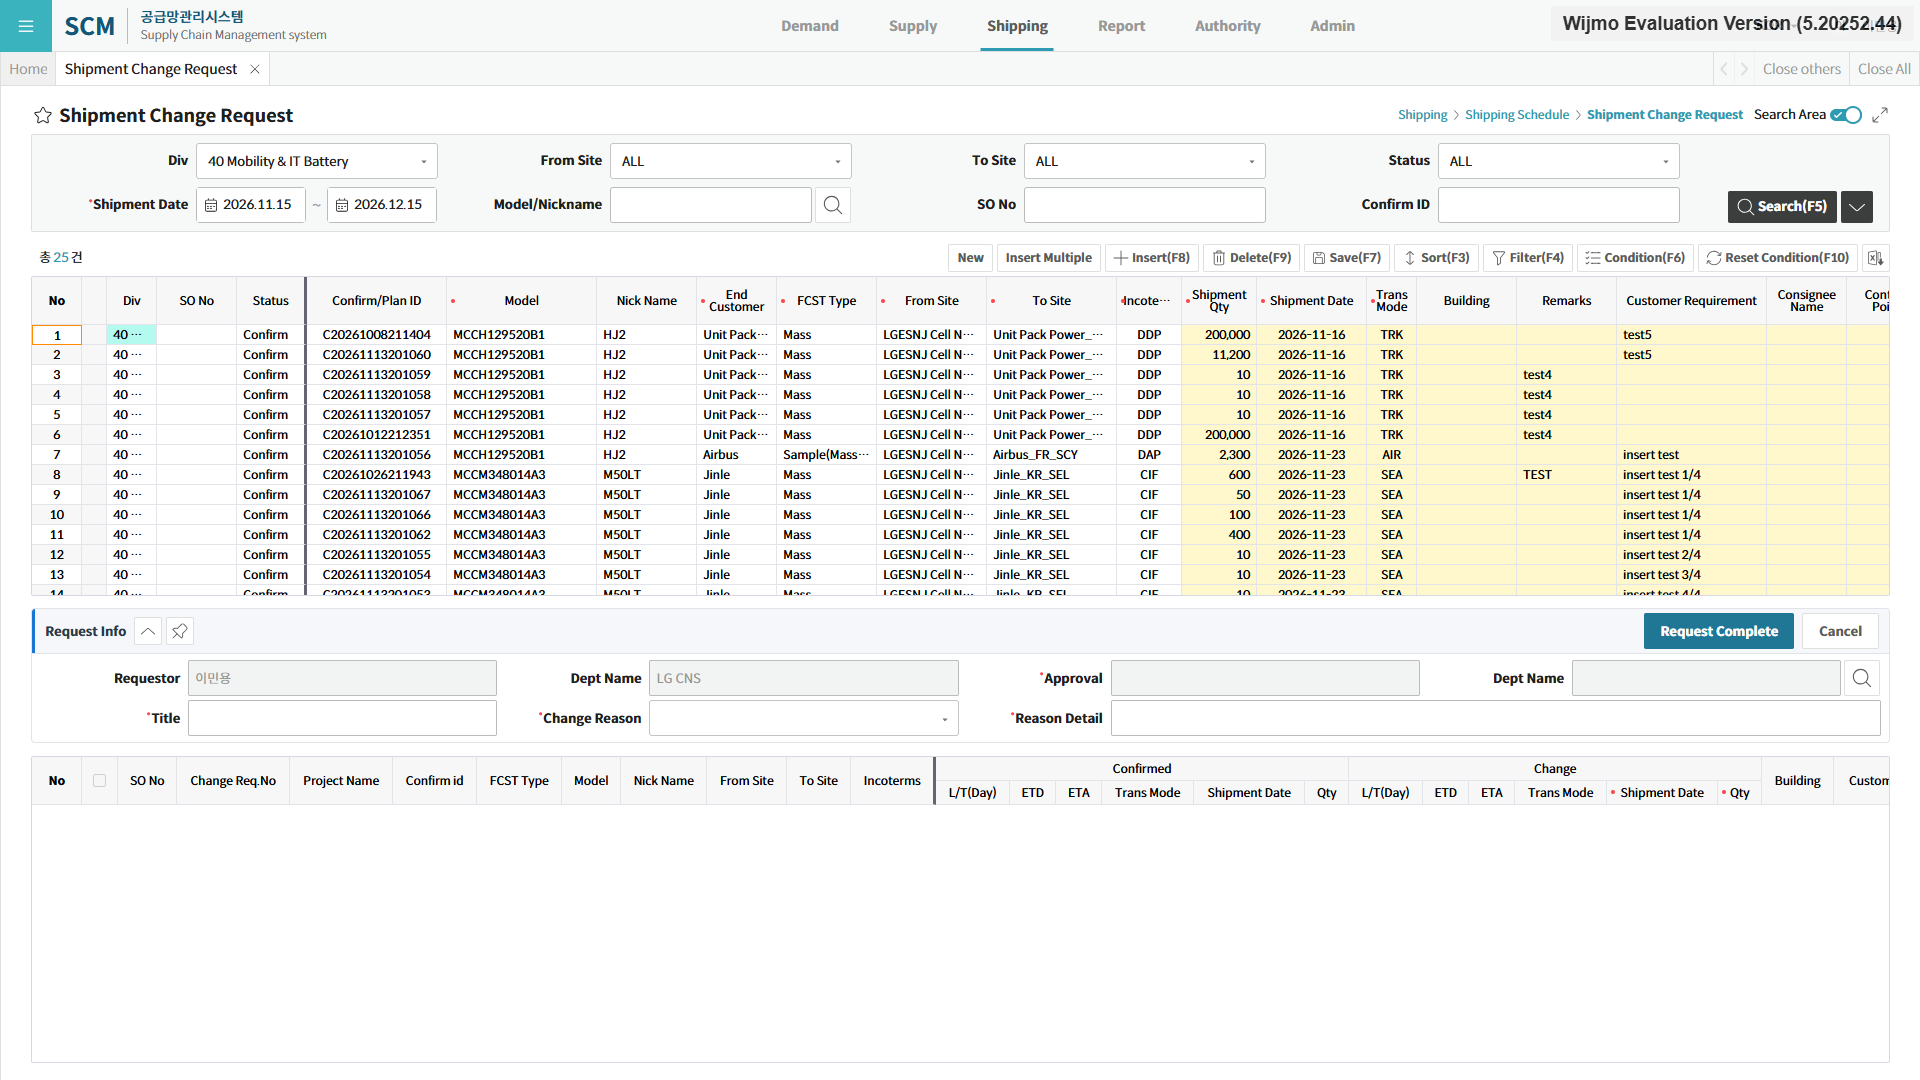 SCM 공급망관리시스템 Supply Chain Management system
Demand Supply Shipping Report Authority Admin
Wijmo Evaluation Version (5.20252.44)
Home Shipment Change Request Close others Close All
Shipment Change Request
Shipping > Shipping Schedule > Shipment Change Request Search Area
Div 40 Mobility & IT Battery From Site ALL To Site ALL Status ALL
*Shipment Date 2026.11.15 ~ 2026.12.15 Model/Nickname SO No Confirm ID Search(F5)
총 25 건 New Insert Multiple Insert(F8) Delete(F9) Save(F7) Sort(F3) Filter(F4) Condition(F6) Reset Condition(F10)
No Div SO No Status Confirm/Plan ID Model Nick Name End Customer FCST Type From Site To Site Incote··· Shipment Qty Shipment Date Trans Mode Building Remarks Customer Requirement Consignee Name
1 40 ··· Confirm C20261008211404 MCCH129520B1 HJ2 Unit Pack··· Mass LGESNJ Cell N··· Unit Pack Power_··· DDP 200,000 2026-11-16 TRK test5
2 40 ··· Confirm C20261113201060 MCCH129520B1 HJ2 Unit Pack··· Mass LGESNJ Cell N··· Unit Pack Power_··· DDP 11,200 2026-11-16 TRK test5
3 40 ··· Confirm C20261113201059 MCCH129520B1 HJ2 Unit Pack··· Mass LGESNJ Cell N··· Unit Pack Power_··· DDP 10 2026-11-16 TRK test4
4 40 ··· Confirm C20261113201058 MCCH129520B1 HJ2 Unit Pack··· Mass LGESNJ Cell N··· Unit Pack Power_··· DDP 10 2026-11-16 TRK test4
5 40 ··· Confirm C20261113201057 MCCH129520B1 HJ2 Unit Pack··· Mass LGESNJ Cell N··· Unit Pack Power_··· DDP 10 2026-11-16 TRK test4
6 40 ··· Confirm C20261012212351 MCCH129520B1 HJ2 Unit Pack··· Mass LGESNJ Cell N··· Unit Pack Power_··· DDP 200,000 2026-11-16 TRK test4
7 40 ··· Confirm C20261113201056 MCCH129520B1 HJ2 Airbus Sample(Mass··· LGESNJ Cell N··· Airbus_FR_SCY DAP 2,300 2026-11-23 AIR insert test
8 40 ··· Confirm C20261026211943 MCCM348014A3 M50LT Jinle Mass LGESNJ Cell N··· Jinle_KR_SEL CIF 600 2026-11-23 SEA TEST insert test 1/4
9 40 ··· Confirm C20261113201067 MCCM348014A3 M50LT Jinle Mass LGESNJ Cell N··· Jinle_KR_SEL CIF 50 2026-11-23 SEA insert test 1/4
10 40 ··· Confirm C20261113201066 MCCM348014A3 M50LT Jinle Mass LGESNJ Cell N··· Jinle_KR_SEL CIF 100 2026-11-23 SEA insert test 1/4
11 40 ··· Confirm C20261113201062 MCCM348014A3 M50LT Jinle Mass LGESNJ Cell N··· Jinle_KR_SEL CIF 400 2026-11-23 SEA insert test 1/4
12 40 ··· Confirm C20261113201055 MCCM348014A3 M50LT Jinle Mass LGESNJ Cell N··· Jinle_KR_SEL CIF 10 2026-11-23 SEA insert test 2/4
13 40 ··· Confirm C20261113201054 MCCM348014A3 M50LT Jinle Mass LGESNJ Cell N··· Jinle_KR_SEL CIF 10 2026-11-23 SEA insert test 3/4
14 40 ··· Confirm C20261113201053 MCCM348014A3 M50LT Jinle Mass LGESNJ Cell N··· Jinle_KR_SEL CIF 10 2026-11-23 SEA insert test 4/4
Request Info Request Complete Cancel
Requestor 이민용 Dept Name LG CNS *Approval Dept Name
*Title *Change Reason *Reason Detail
No SO No Change Req.No Project Name Confirm id FCST Type Model Nick Name From Site To Site Incoterms Confirmed Change Building Custom
L/T(Day) ETD ETA Trans Mode Shipment Date Qty L/T(Day) ETD ETA Trans Mode Shipment Date Qty